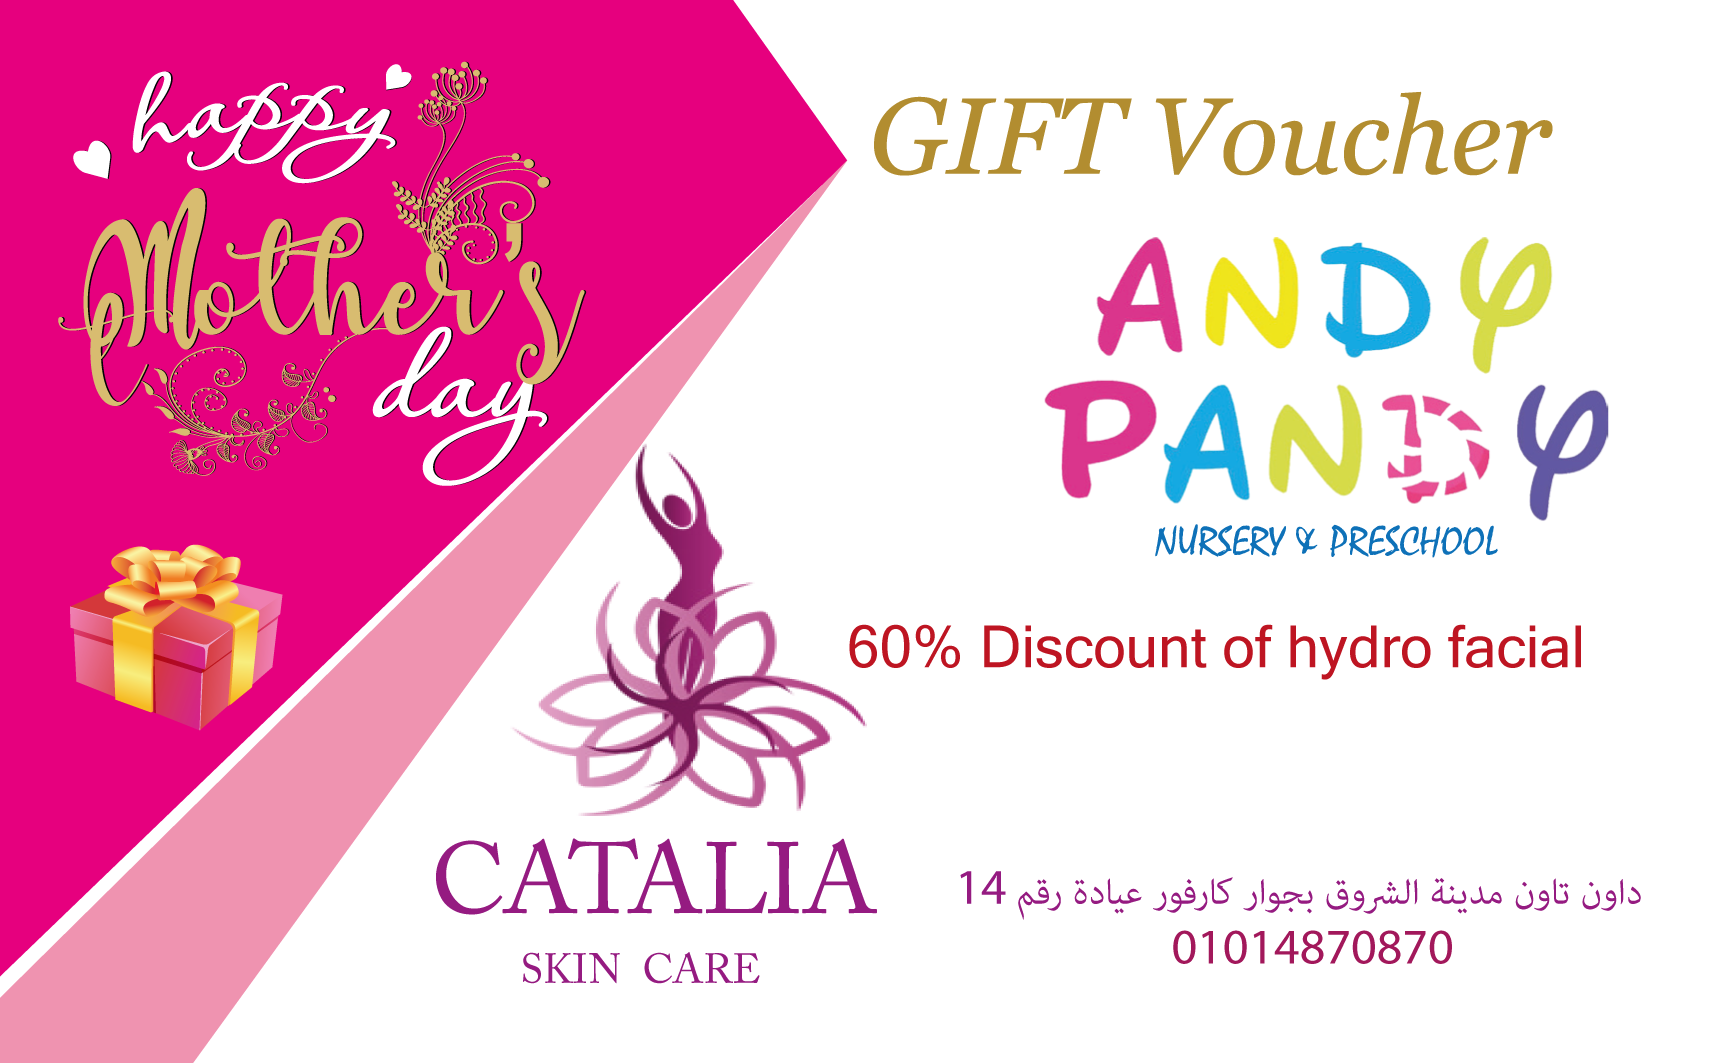 happy
Mother's
day
GIFT Voucher
ANDY
PANDY
NURSERY & PRESCHOOL
60% Discount of hydro facial
CATALIA
SKIN CARE
داون تاون مدينة الشروق بجوار كارفور عيادة رقم 14
01014870870